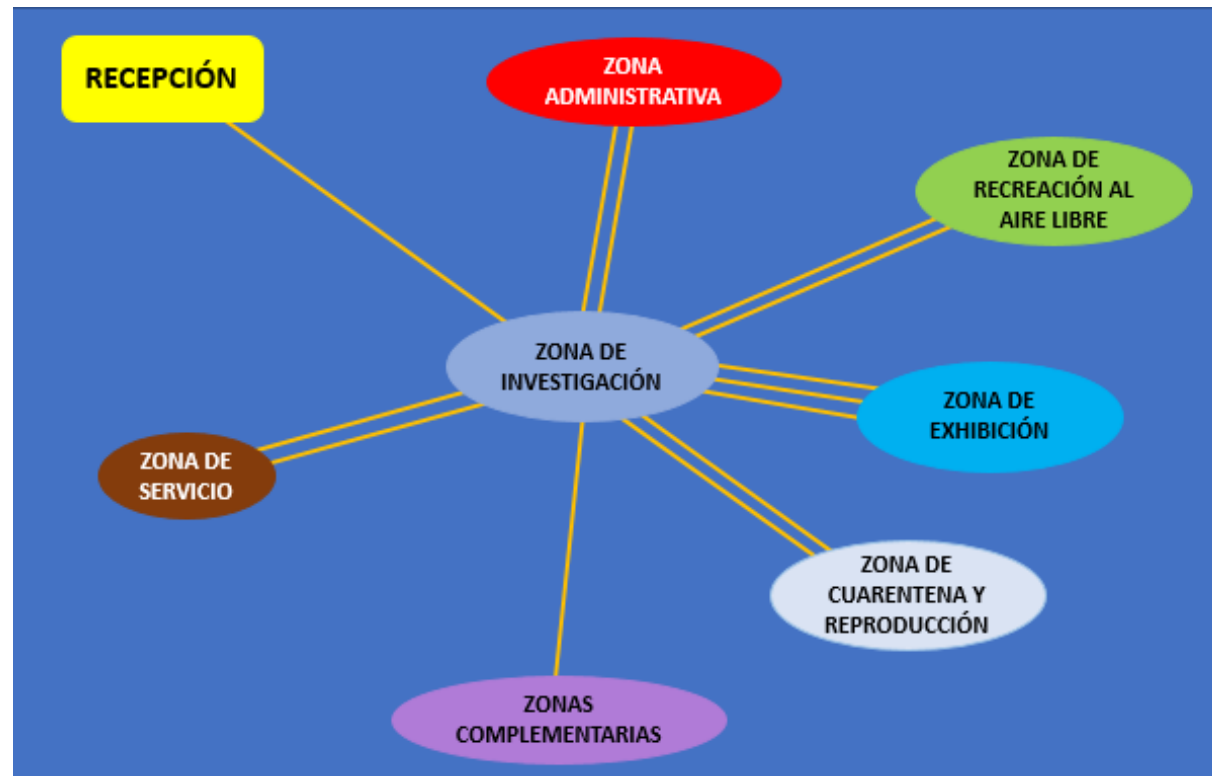 RECEPCIÓN
ZONA
ADMINISTRATIVA
ZONA DE
RECREACIÓN AL
AIRE LIBRE
ZONA DE
INVESTIGACIÓN
ZONA DE
EXHIBICIÓN
ZONA DE
SERVICIO
ZONA DE
CUARENTENA Y
REPRODUCCIÓN
ZONAS
COMPLEMENTARIAS